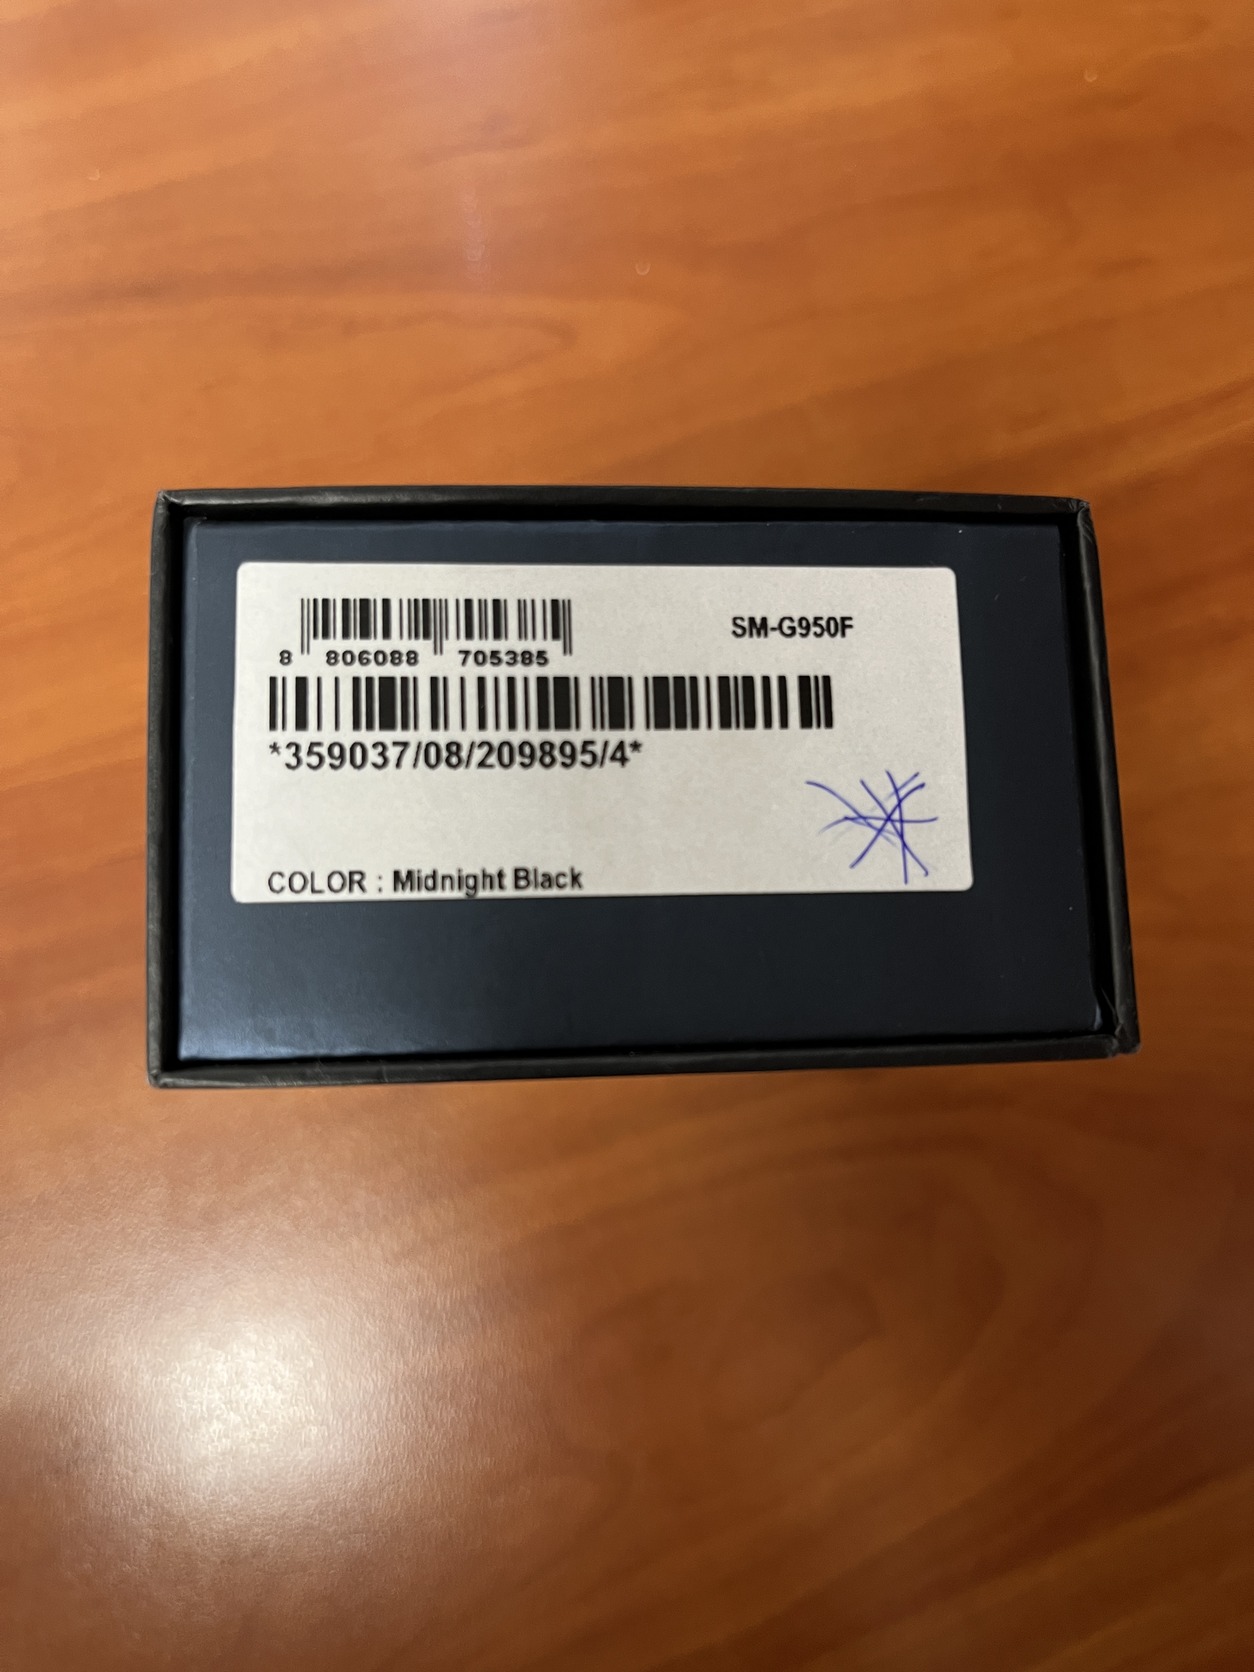 SM-G950F
8 806088 705385
*359037/08/209895/4*
COLOR : Midnight Black